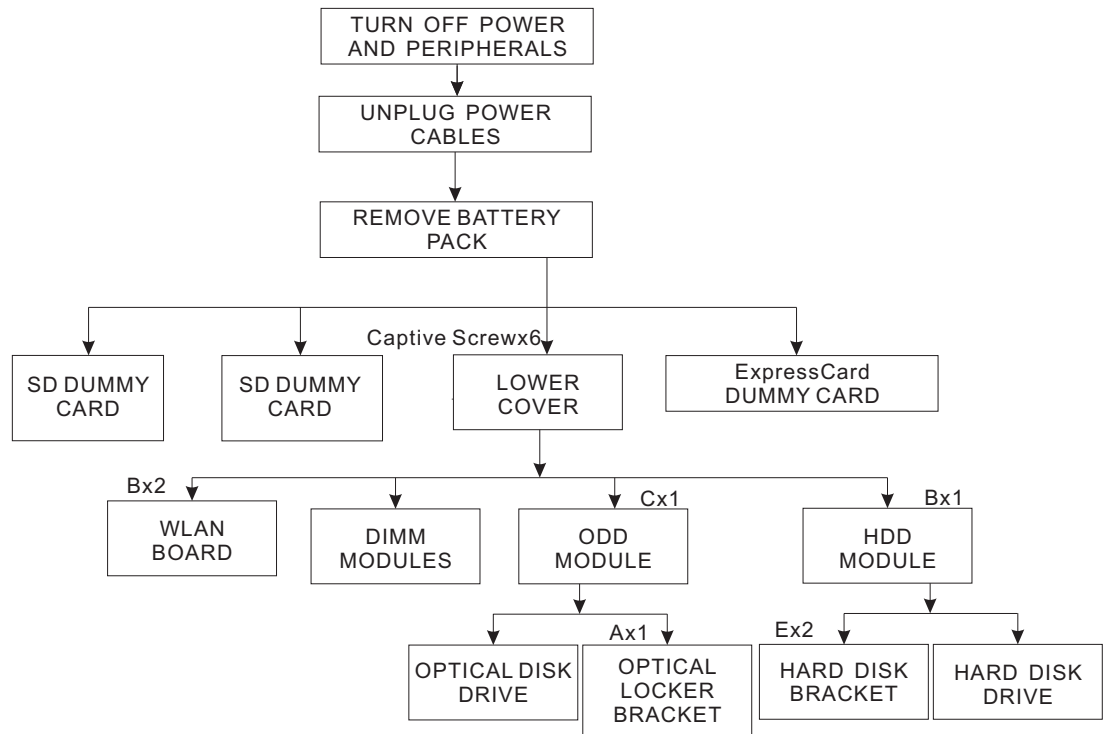 TURN OFF POWER
AND PERIPHERALS
UNPLUG POWER
CABLES
REMOVE BATTERY
PACK
Captive Screwx6
SD DUMMY
CARD
SD DUMMY
CARD
LOWER
COVER
ExpressCard
DUMMY CARD
Bx2
WLAN
BOARD
DIMM
MODULES
Cx1
ODD
MODULE
Bx1
HDD
MODULE
OPTICAL DISK
DRIVE
Ax1
OPTICAL
LOCKER
BRACKET
Ex2
HARD DISK
BRACKET
HARD DISK
DRIVE